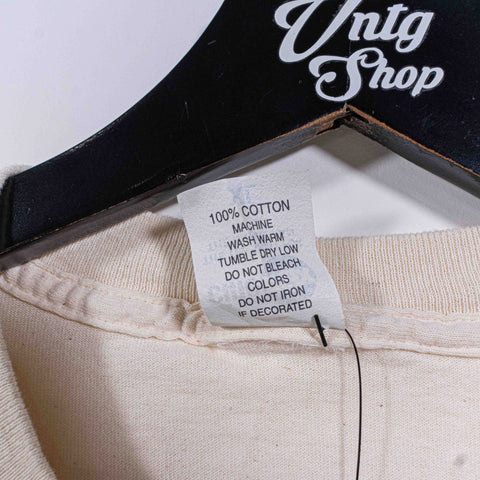 Vntg
Shop
100% COTTON
MACHINE
WASH WARM
TUMBLE DRY LOW
DO NOT BLEACH
COLORS
DO NOT IRON
IF DECORATED